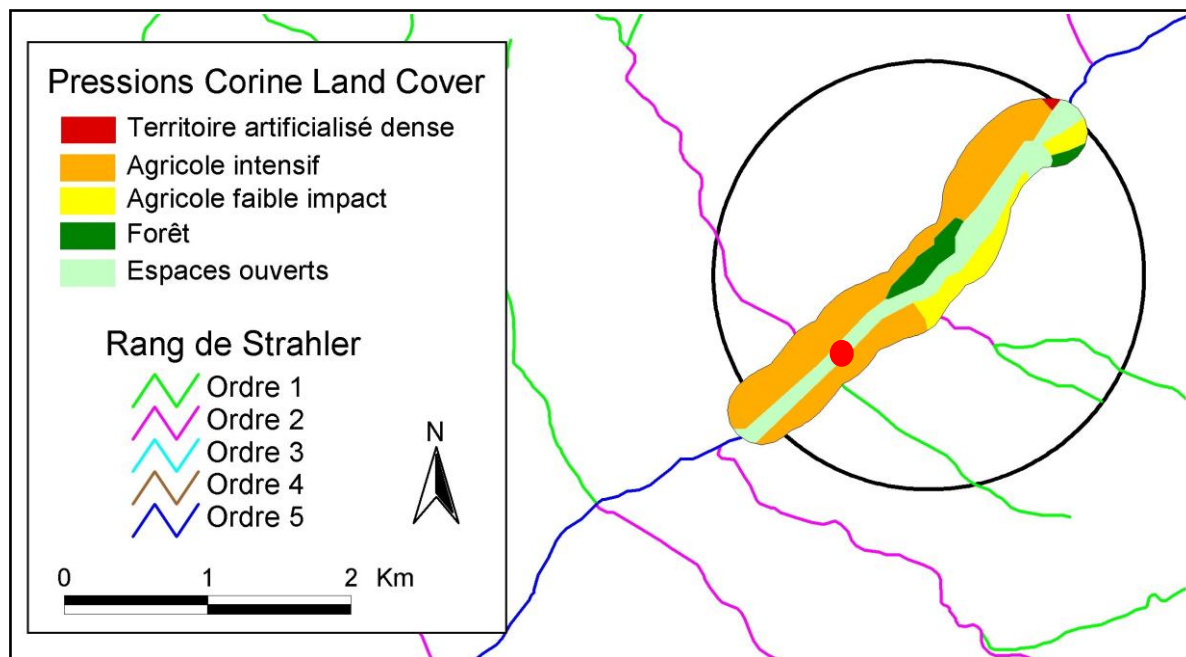 Pressions Corine Land Cover
Territoire artificialisé dense
Agricole intensif
Agricole faible impact
Forêt
Espaces ouverts
Rang de Strahler
Ordre 1
Ordre 2
Ordre 3
Ordre 4
Ordre 5
N
0 1 2 Km